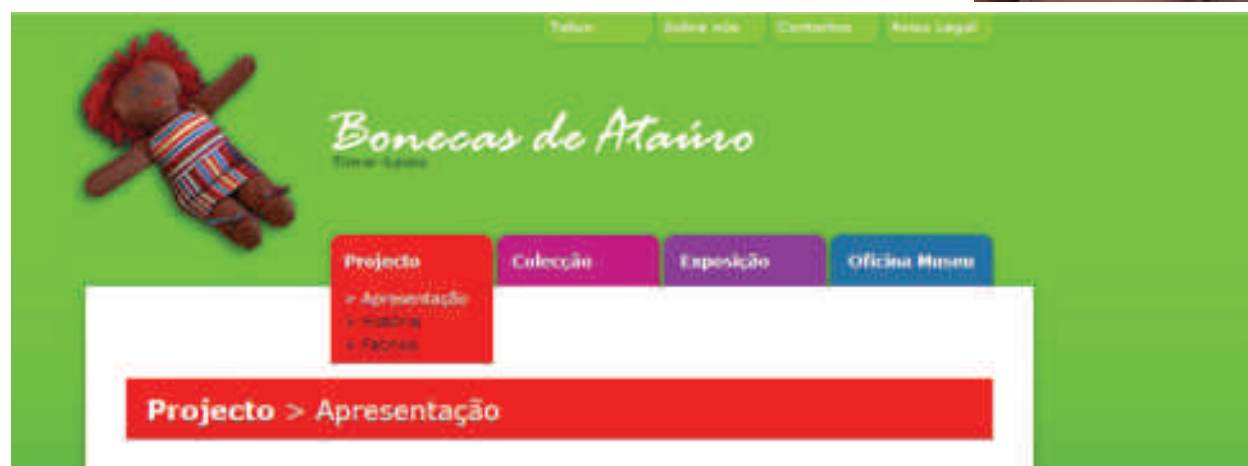 Tetun Sobre nós Contactos Aviso Legal
Bonecas de Ataúro
Timor-Leste
Projecto Colecção Exposição Oficina Museu
> Apresentação
> História
> Fabrico
Projecto > Apresentação